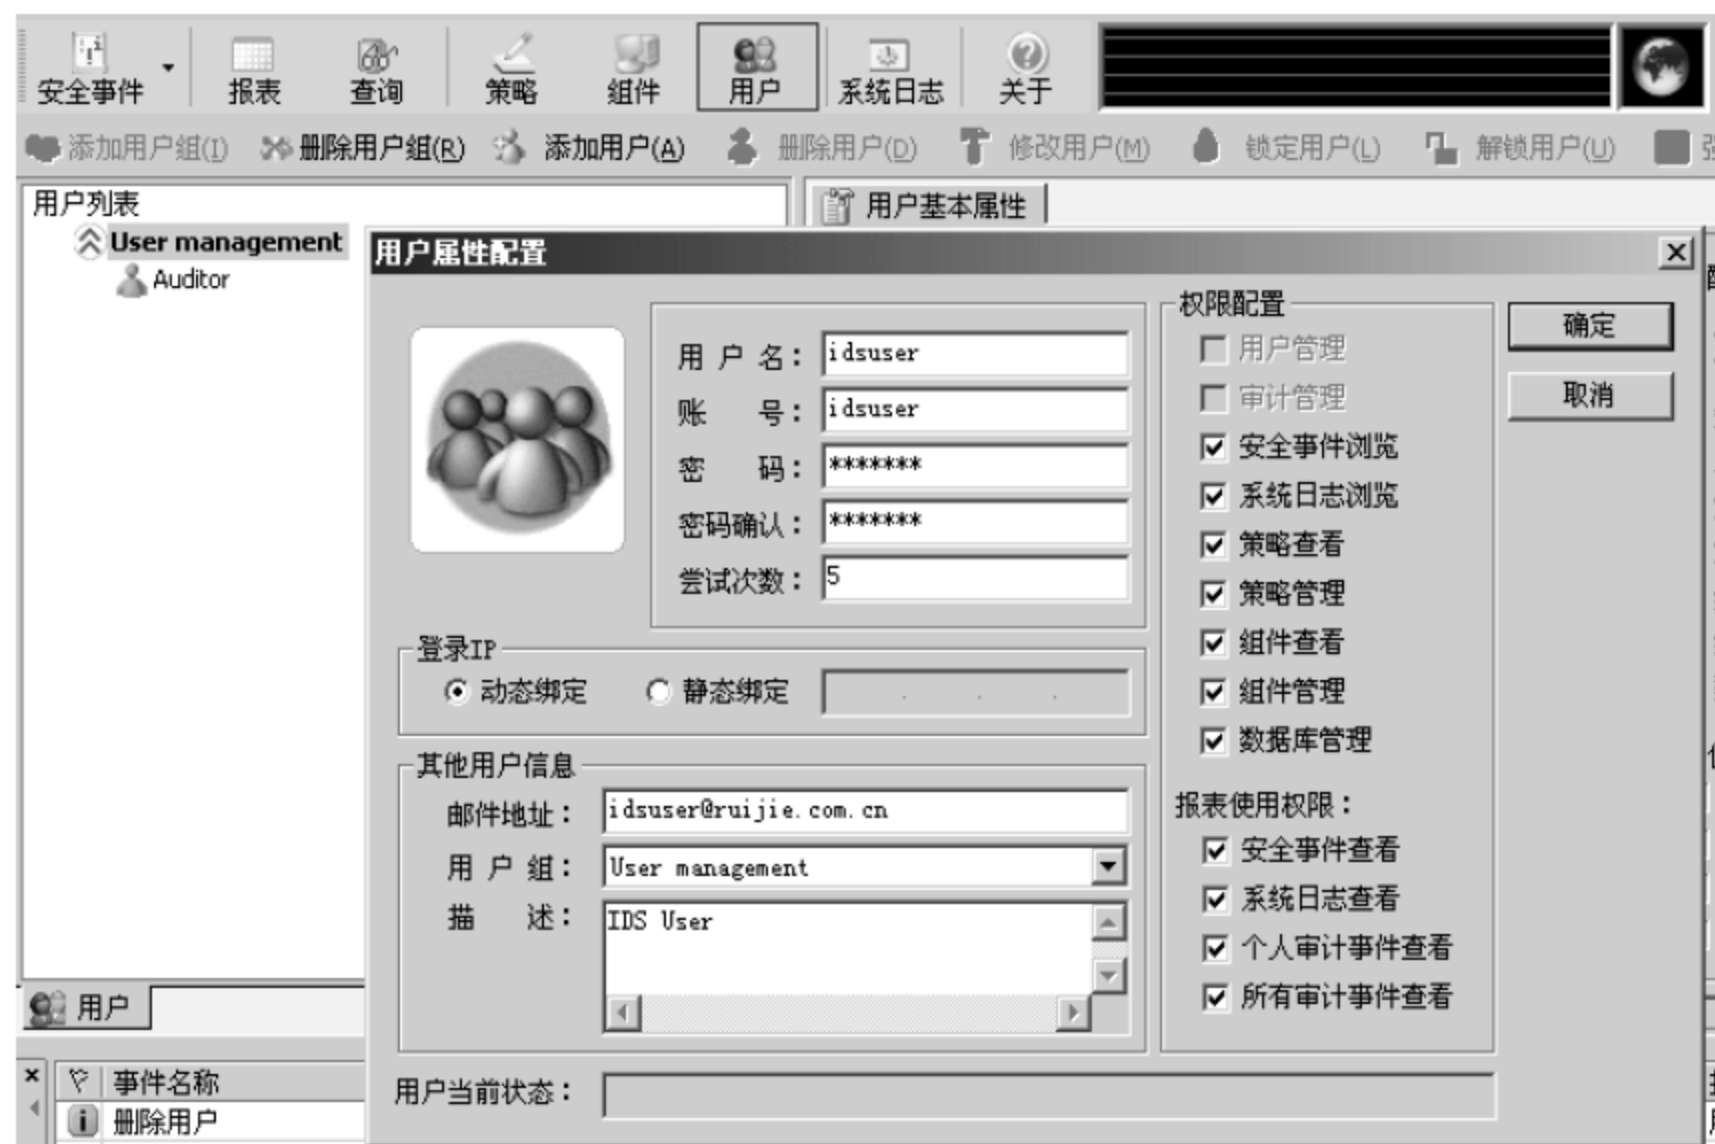 安全事件 报表 查询 策略 组件 用户 系统日志 关于
添加用户组(I) 删除用户组(R) 添加用户(A) 删除用户(D) 修改用户(M) 锁定用户(L) 解锁用户(U)
用户列表
User management
Auditor
用户基本属性
用户属性配置
用户名： idsuser
账号： idsuser
密码： *******
密码确认： *******
尝试次数： 5
登录IP
动态绑定 静态绑定 . . .
其他用户信息
邮件地址： idsuser@ruijie.com.cn
用户组： User management
描述： IDS User
权限配置
用户管理
审计管理
安全事件浏览
系统日志浏览
策略查看
策略管理
组件查看
组件管理
数据库管理
报表使用权限：
安全事件查看
系统日志查看
个人审计事件查看
所有审计事件查看
确定
取消
用户当前状态：
用户
事件名称
删除用户